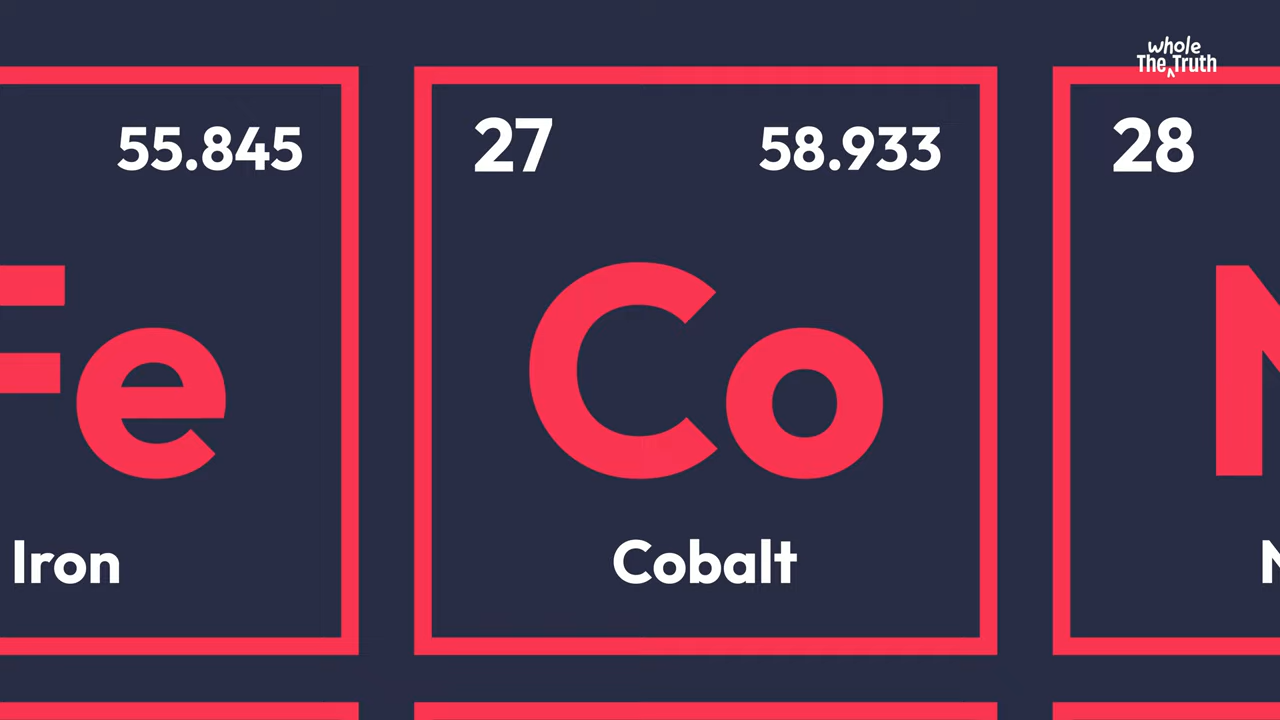 whole
The Truth
55.845
Fe
Iron
27 58.933
Co
Cobalt
28
N
N